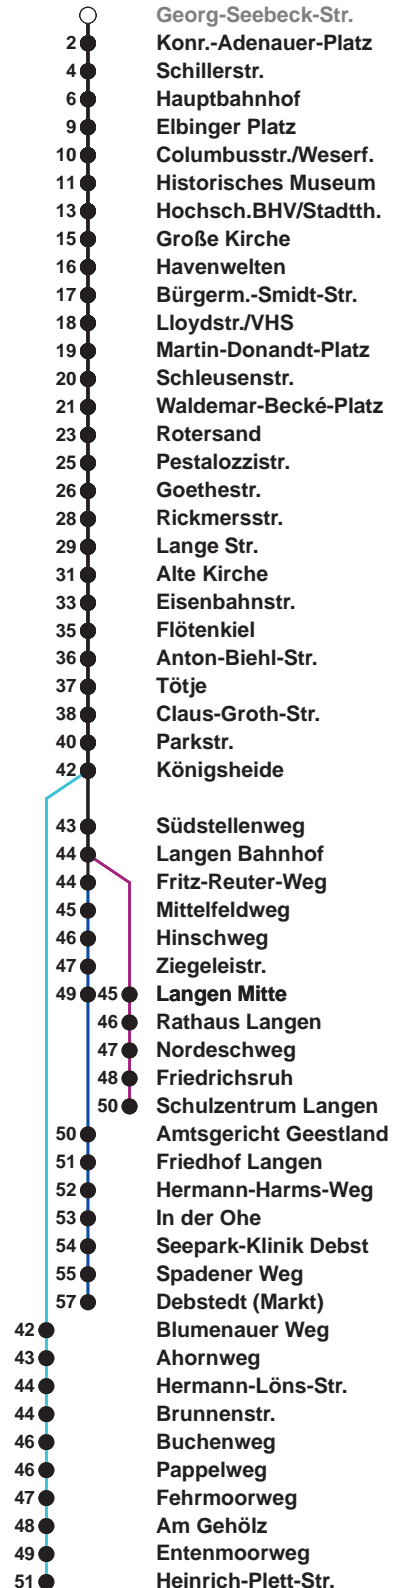 Georg-Seebeck-Str.
2 Konr.-Adenauer-Platz
4 Schillerstr.
6 Hauptbahnhof
9 Elbinger Platz
10 Columbusstr./Weserf.
11 Historisches Museum
13 Hochsch.BHV/Stadtth.
15 Große Kirche
16 Havenwelten
17 Bürgerm.-Smidt-Str.
18 Lloydstr./VHS
19 Martin-Donandt-Platz
20 Schleusenstr.
21 Waldemar-Becké-Platz
23 Rotersand
25 Pestalozzistr.
26 Goethestr.
28 Rickmersstr.
29 Lange Str.
31 Alte Kirche
33 Eisenbahnstr.
35 Flötenkiel
36 Anton-Biehl-Str.
37 Tötje
38 Claus-Groth-Str.
40 Parkstr.
42 Königsheide
43 Südstellenweg
44 Langen Bahnhof
44 Fritz-Reuter-Weg
45 Mittelfeldweg
46 Hinschweg
47 Ziegeleistr.
49 45 Langen Mitte
46 Rathaus Langen
47 Nordeschweg
48 Friedrichsruh
50 Schulzentrum Langen
50 Amtsgericht Geestland
51 Friedhof Langen
52 Hermann-Harms-Weg
53 In der Ohe
54 Seepark-Klinik Debst
55 Spadener Weg
57 Debstedt (Markt)
42 Blumenauer Weg
43 Ahornweg
44 Hermann-Löns-Str.
44 Brunnenstr.
46 Buchenweg
46 Pappelweg
47 Fehrmoorweg
48 Am Gehölz
49 Entenmoorweg
51 Heinrich-Plett-Str.